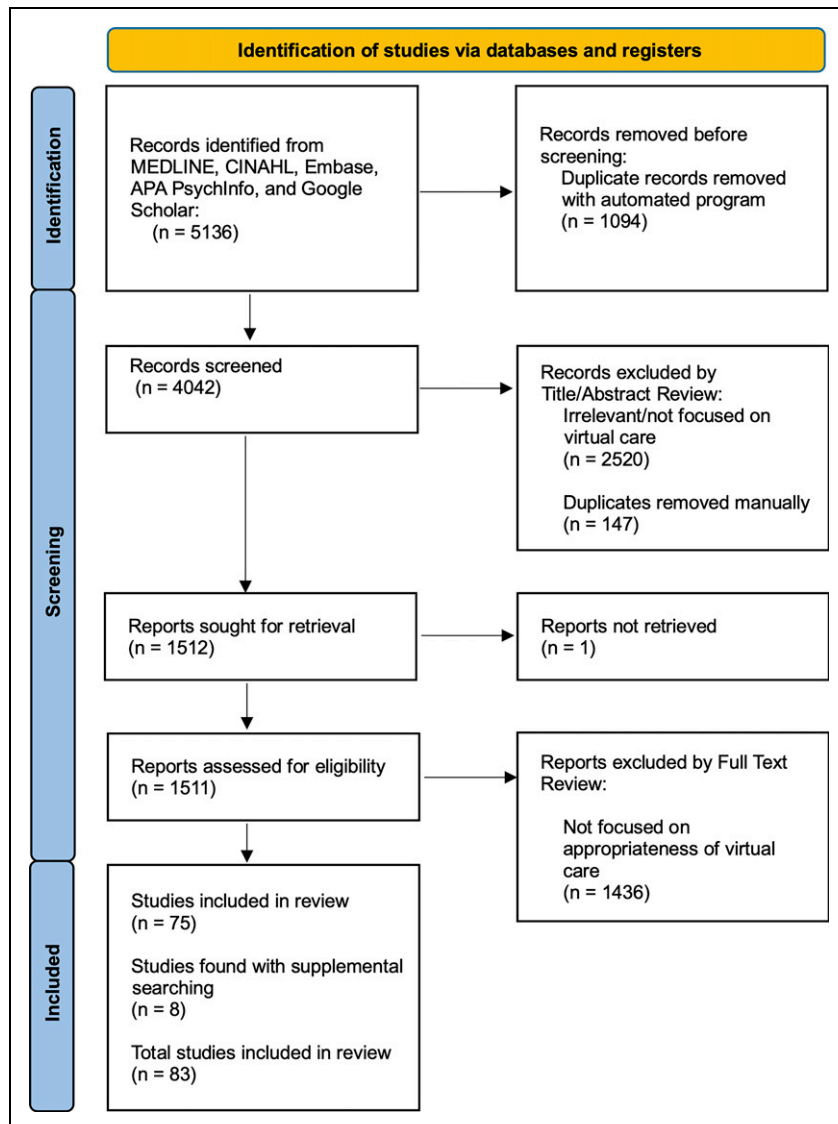 Identification of studies via databases and registers
Identification
Records identified from
MEDLINE, CINAHL, Embase,
APA PsychInfo, and Google
Scholar:
(n = 5136)
Records removed before
screening:
Duplicate records removed
with automated program
(n = 1094)
Screening
Records screened
(n = 4042)
Records excluded by
Title/Abstract Review:
Irrelevant/not focused on
virtual care
(n = 2520)
Duplicates removed manually
(n = 147)
Reports sought for retrieval
(n = 1512)
Reports not retrieved
(n = 1)
Reports assessed for eligibility
(n = 1511)
Reports excluded by Full Text
Review:
Not focused on
appropriateness of virtual
care
(n = 1436)
Included
Studies included in review
(n = 75)
Studies found with supplemental
searching
(n = 8)
Total studies included in review
(n = 83)